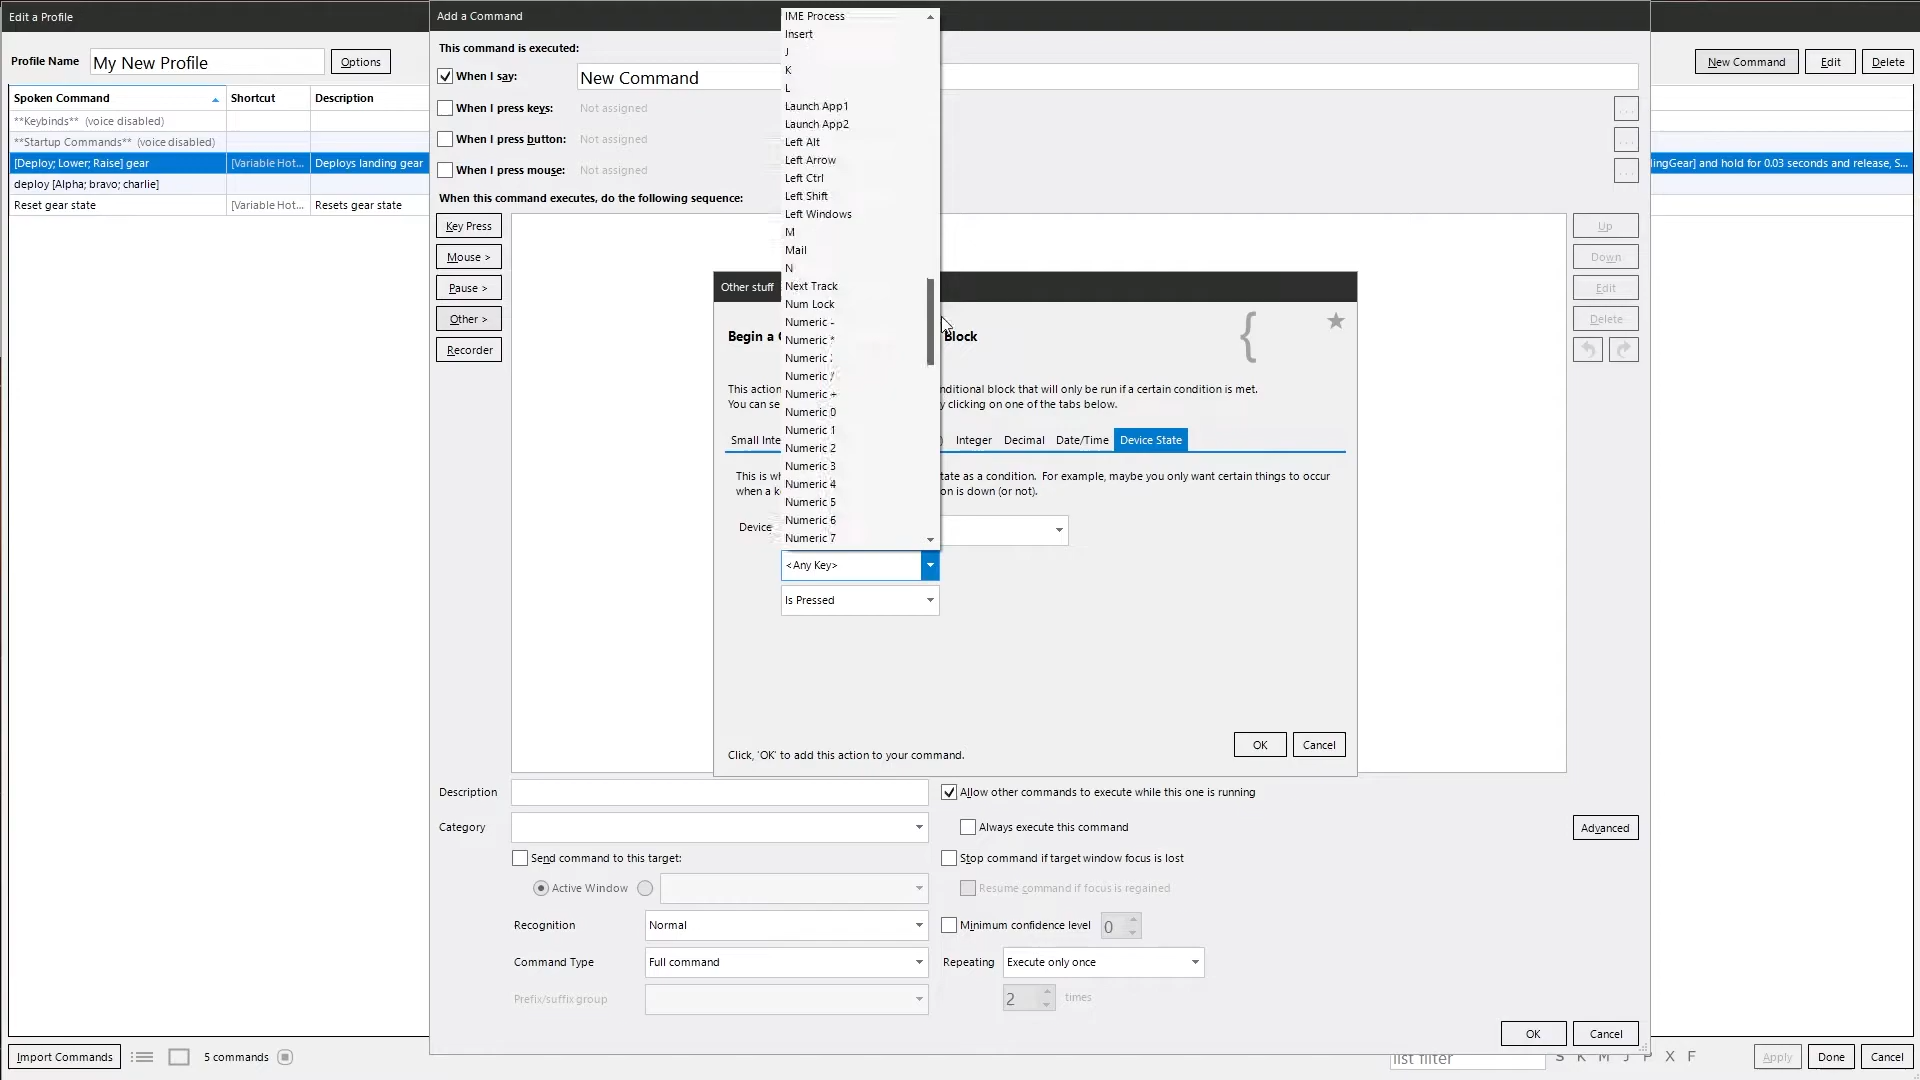 Edit a Profile
Profile Name My New Profile Options
Spoken Command Shortcut Description
**Keybinds** (voice disabled)
**Startup Commands** (voice disabled)
[Deploy; Lower; Raise] gear [Variable Hot... Deploys landing gear
deploy [Alpha; bravo; charlie]
Reset gear state [Variable Hot... Resets gear state
Import Commands 5 commands
Add a Command
This command is executed:
When I say: New Command
When I press keys: Not assigned ...
When I press button: Not assigned ...
When I press mouse: Not assigned ...
When this command executes, do the following sequence:
Key Press
Mouse >
Pause >
Other >
Recorder
Up
Down
Edit
Delete
IME Process
Insert
J
K
L
Launch App1
Launch App2
Left Alt
Left Arrow
Left Ctrl
Left Shift
Left Windows
M
Mail
N
Next Track
Num Lock
Numeric -
Numeric *
Numeric
Numeric /
Numeric +
Numeric 0
Numeric 1
Numeric 2
Numeric 3
Numeric 4
Numeric 5
Numeric 6
Numeric 7
<Any Key>
Is Pressed
Other stuff
Begin a Block
{
This action nditional block that will only be run if a certain condition is met.
You can se y clicking on one of the tabs below.
Small Inte ) Integer Decimal Date/Time Device State
This is wh tate as a condition. For example, maybe you only want certain things to occur
when a k on is down (or not).
Device
Click, 'OK' to add this action to your command.
OK Cancel
Description
Category
Send command to this target:
Active Window
Recognition Normal
Command Type Full command
Prefix/suffix group
Allow other commands to execute while this one is running
Always execute this command
Stop command if target window focus is lost
Resume command if focus is regained
Minimum confidence level 0
Repeating Execute only once
2 times
Advanced
OK Cancel
New Command Edit Delete
lingGear] and hold for 0.03 seconds and release, S...
list filter S K M J P X F
Apply Done Cancel